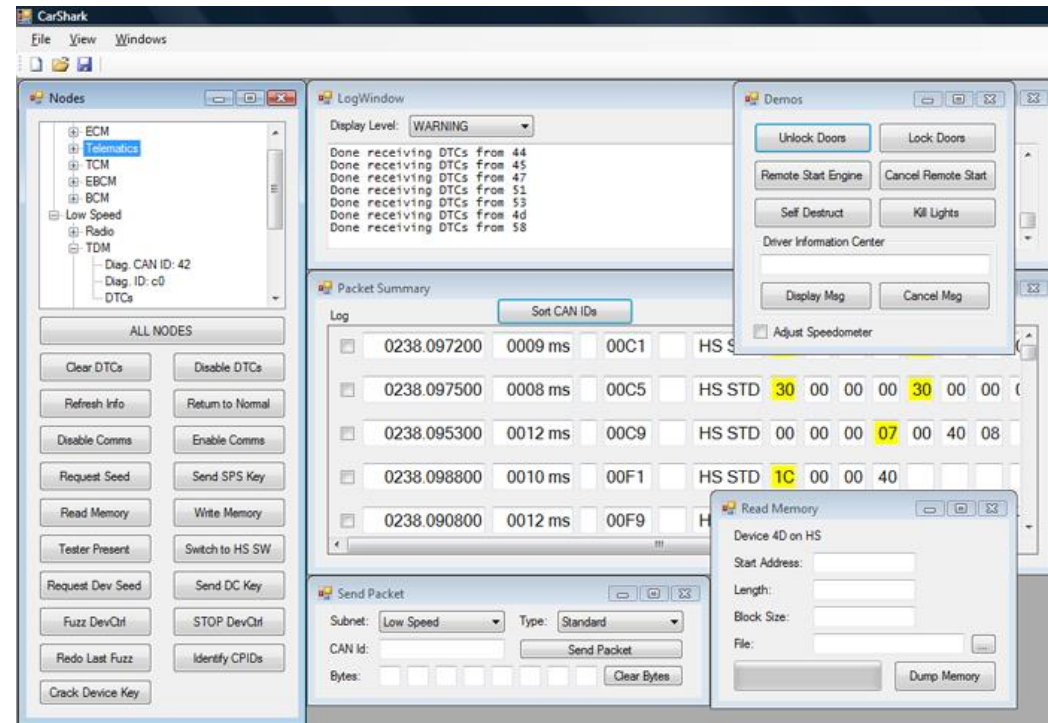 CarShark
File View Windows
Nodes
ECM
Telematics
TCM
EBCM
BCM
Low Speed
Radio
TDM
Diag. CAN ID: 42
Diag. ID: c0
DTCs
ALL NODES
Clear DTCs Disable DTCs
Refresh Info Return to Normal
Disable Comms Enable Comms
Request Seed Send SPS Key
Read Memory Write Memory
Tester Present Switch to HS SW
Request Dev Seed Send DC Key
Fuzz DevCtrl STOP DevCtrl
Redo Last Fuzz Identify CPIDs
Crack Device Key
LogWindow
Display Level: WARNING
Done receiving DTCs from 44
Done receiving DTCs from 45
Done receiving DTCs from 47
Done receiving DTCs from 51
Done receiving DTCs from 53
Done receiving DTCs from 4d
Done receiving DTCs from 58
Demos
Unlock Doors Lock Doors
Remote Start Engine Cancel Remote Start
Self Destruct Kill Lights
Driver Information Center
Display Msg Cancel Msg
Adjust Speedometer
Packet Summary
Log Sort CAN IDs
0238.097200 0009 ms 00C1 HS
0238.097500 0008 ms 00C5 HS STD 30 00 00 00 30 00 00
0238.095300 0012 ms 00C9 HS STD 00 00 00 07 00 40 08
0238.098800 0010 ms 00F1 HS STD 1C 00 00 40
0238.090800 0012 ms 00F9
Send Packet
Subnet: Low Speed Type: Standard
CAN Id: Send Packet
Bytes: Clear Bytes
Read Memory
Device 4D on HS
Start Address:
Length:
Block Size:
File: ...
Dump Memory